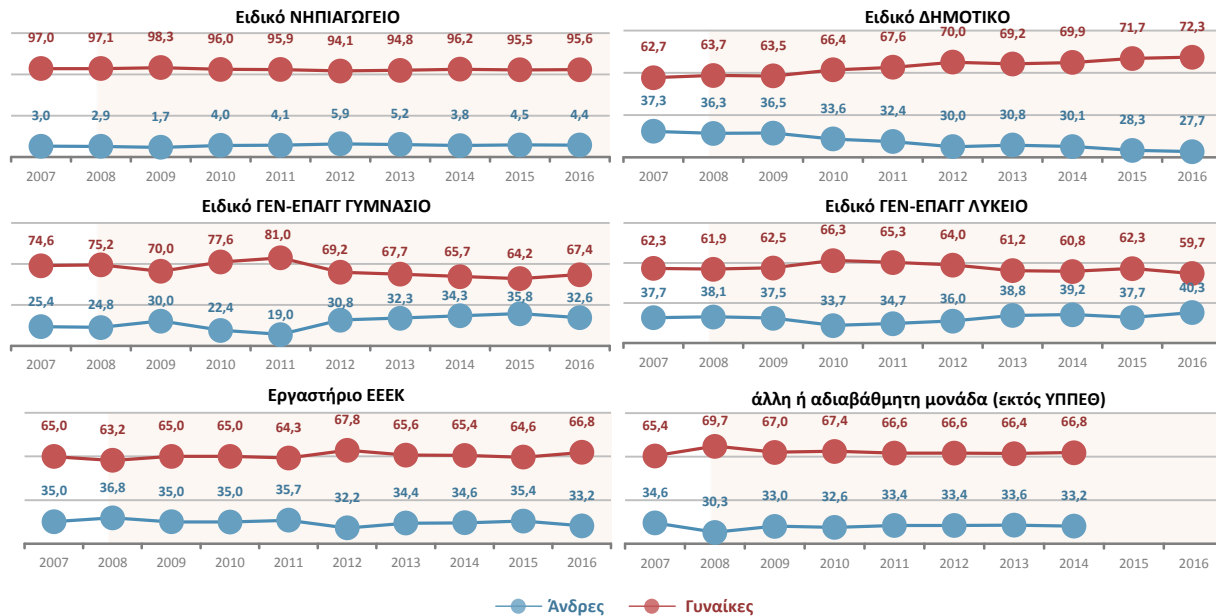 Ειδικό ΝΗΠΙΑΓΩΓΕΙΟ
97,0 97,1 98,3 96,0 95,9 94,1 94,8 96,2 95,5 95,6
3,0 2,9 1,7 4,0 4,1 5,9 5,2 3,8 4,5 4,4
2007 2008 2009 2010 2011 2012 2013 2014 2015 2016
Ειδικό ΔΗΜΟΤΙΚΟ
62,7 63,7 63,5 66,4 67,6 70,0 69,2 69,9 71,7 72,3
37,3 36,3 36,5 33,6 32,4 30,0 30,8 30,1 28,3 27,7
2007 2008 2009 2010 2011 2012 2013 2014 2015 2016
Ειδικό ΓΕΝ-ΕΠΑΓΓ ΓΥΜΝΑΣΙΟ
74,6 75,2 70,0 77,6 81,0 69,2 67,7 65,7 64,2 67,4
25,4 24,8 30,0 22,4 19,0 30,8 32,3 34,3 35,8 32,6
2007 2008 2009 2010 2011 2012 2013 2014 2015 2016
Ειδικό ΓΕΝ-ΕΠΑΓΓ ΛΥΚΕΙΟ
62,3 61,9 62,5 66,3 65,3 64,0 61,2 60,8 62,3 59,7
37,7 38,1 37,5 33,7 34,7 36,0 38,8 39,2 37,7 40,3
2007 2008 2009 2010 2011 2012 2013 2014 2015 2016
Εργαστήριο ΕΕΕΚ
65,0 63,2 65,0 65,0 64,3 67,8 65,6 65,4 64,6 66,8
35,0 36,8 35,0 35,0 35,7 32,2 34,4 34,6 35,4 33,2
2007 2008 2009 2010 2011 2012 2013 2014 2015 2016
άλλη ή αδιαβάθμητη μονάδα (εκτός ΥΠΠΕΘ)
65,4 69,7 67,0 67,4 66,6 66,6 66,4 66,8
34,6 30,3 33,0 32,6 33,4 33,4 33,6 33,2
2007 2008 2009 2010 2011 2012 2013 2014 2015 2016
Άνδρες Γυναίκες